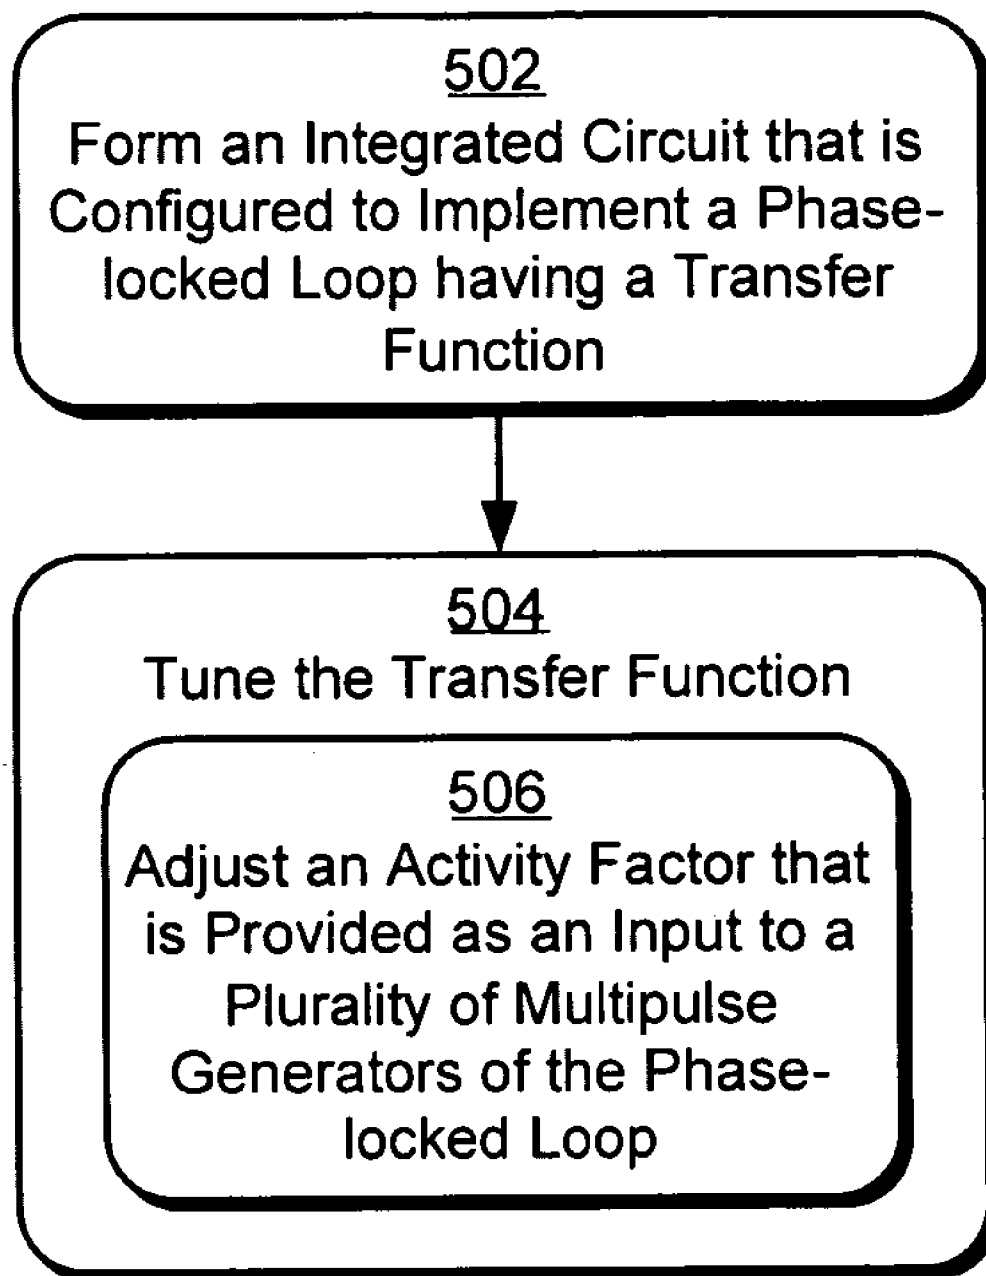 502
Form an Integrated Circuit that is
Configured to Implement a Phase-
locked Loop having a Transfer
Function
504
Tune the Transfer Function
506
Adjust an Activity Factor that
is Provided as an Input to a
Plurality of Multipulse
Generators of the Phase-
locked Loop